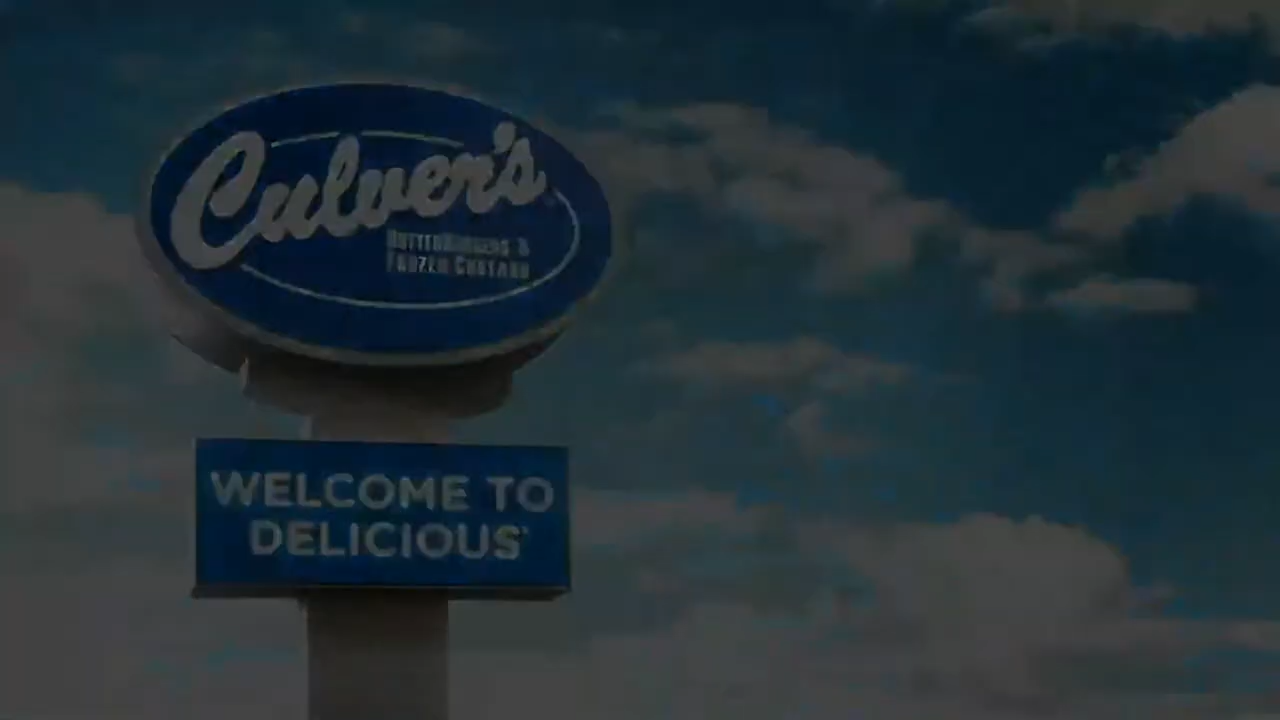 Culver's
ButterBurgers &
Frozen Custard
WELCOME TO
DELICIOUS